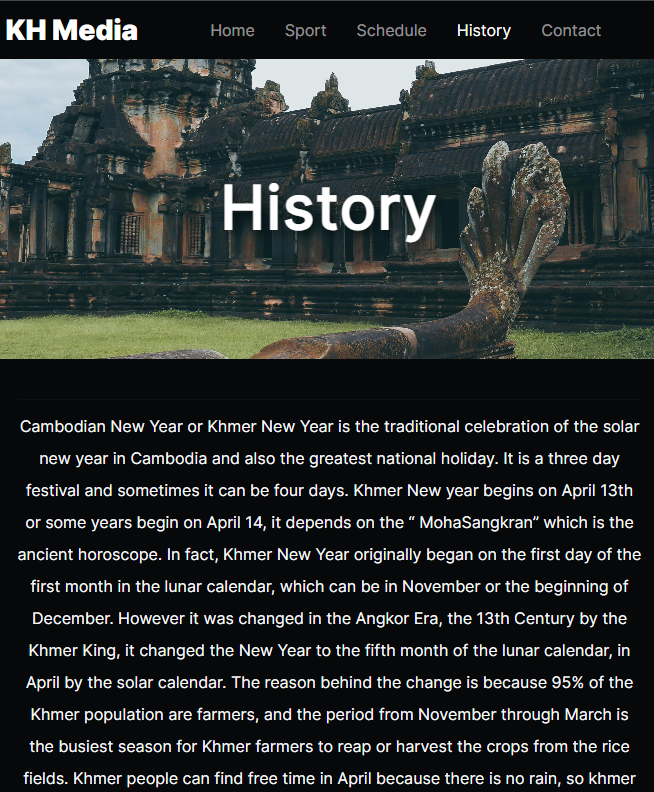 KH Media
Home Sport Schedule History Contact
History
Cambodian New Year or Khmer New Year is the traditional celebration of the solar
new year in Cambodia and also the greatest national holiday. It is a three day
festival and sometimes it can be four days. Khmer New year begins on April 13th
or some years begin on April 14, it depends on the “ MohaSangkran” which is the
ancient horoscope. In fact, Khmer New Year originally began on the first day of the
first month in the lunar calendar, which can be in November or the beginning of
December. However it was changed in the Angkor Era, the 13th Century by the
Khmer King, it changed the New Year to the fifth month of the lunar calendar, in
April by the solar calendar. The reason behind the change is because 95% of the
Khmer population are farmers, and the period from November through March is
the busiest season for Khmer farmers to reap or harvest the crops from the rice
fields. Khmer people can find free time in April because there is no rain, so khmer